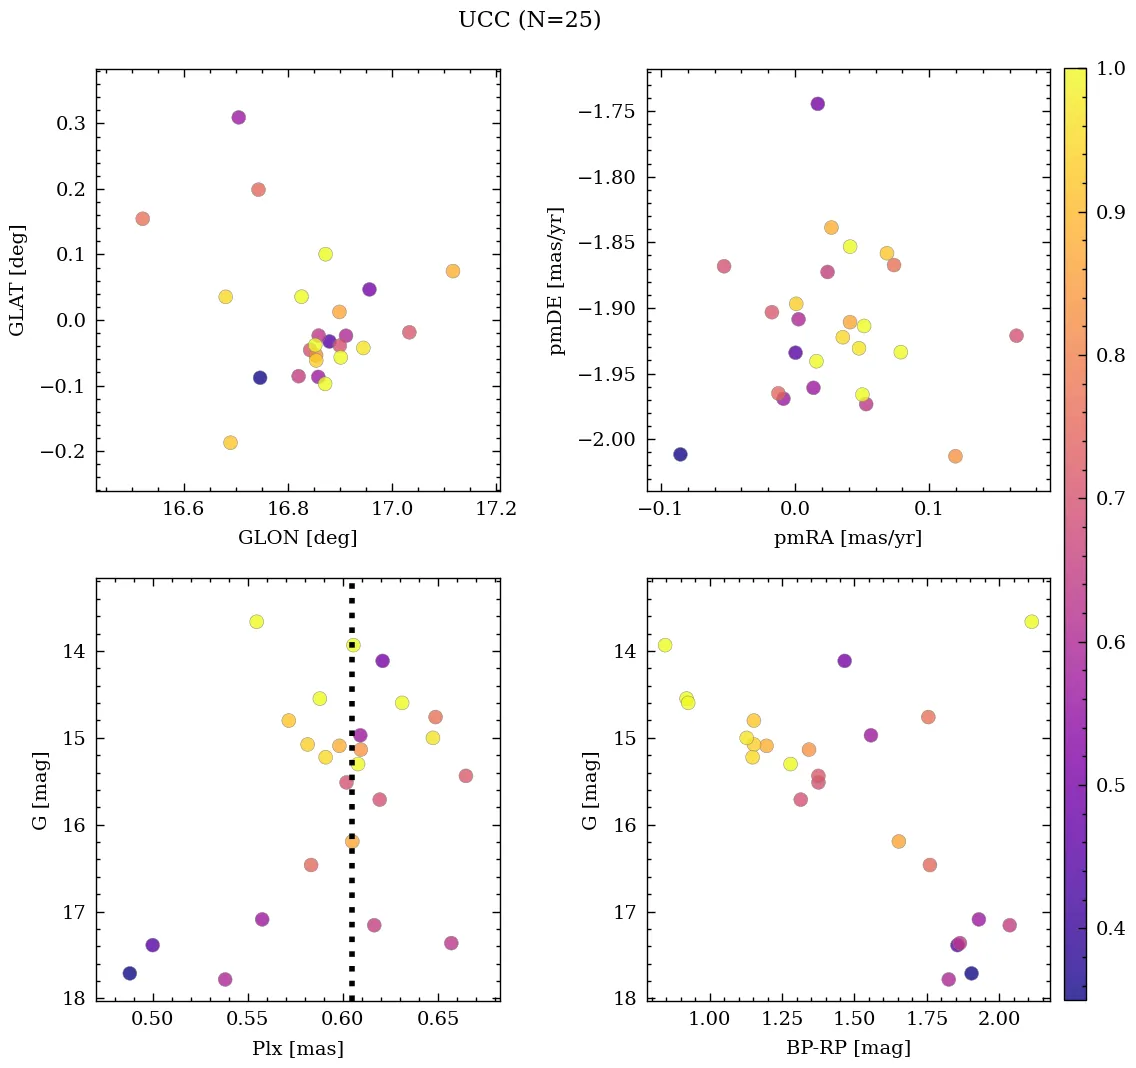 UCC (N=25)
0.3
0.2
0.1
0.0
−0.1
−0.2
GLAT [deg]
16.6 16.8 17.0 17.2
GLON [deg]
−1.75
−1.80
−1.85
−1.90
−1.95
−2.00
pmDE [mas/yr]
−0.1 0.0 0.1
pmRA [mas/yr]
14
15
16
17
18
G [mag]
0.50 0.55 0.60 0.65
Plx [mas]
14
15
16
17
18
G [mag]
1.00 1.25 1.50 1.75 2.00
BP-RP [mag]
1.0
0.9
0.8
0.7
0.6
0.5
0.4